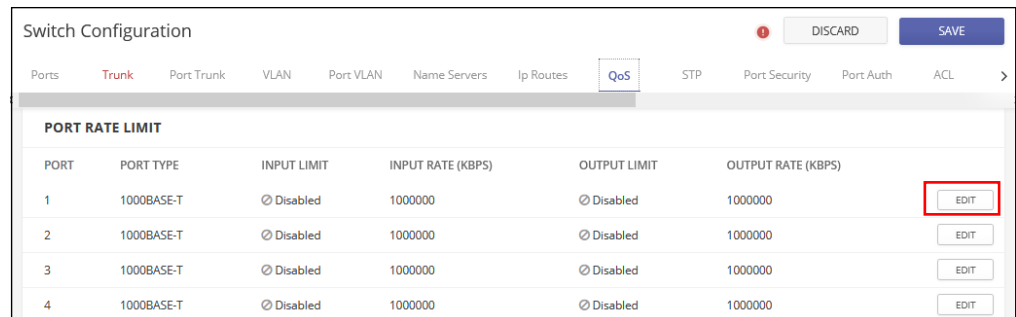 Switch Configuration
DISCARD
SAVE
Ports Trunk Port Trunk VLAN Port VLAN Name Servers Ip Routes QoS STP Port Security Port Auth ACL
PORT RATE LIMIT
PORT PORT TYPE INPUT LIMIT INPUT RATE (KBPS) OUTPUT LIMIT OUTPUT RATE (KBPS)
1 1000BASE-T Disabled 1000000 Disabled 1000000 EDIT
2 1000BASE-T Disabled 1000000 Disabled 1000000 EDIT
3 1000BASE-T Disabled 1000000 Disabled 1000000 EDIT
4 1000BASE-T Disabled 1000000 Disabled 1000000 EDIT